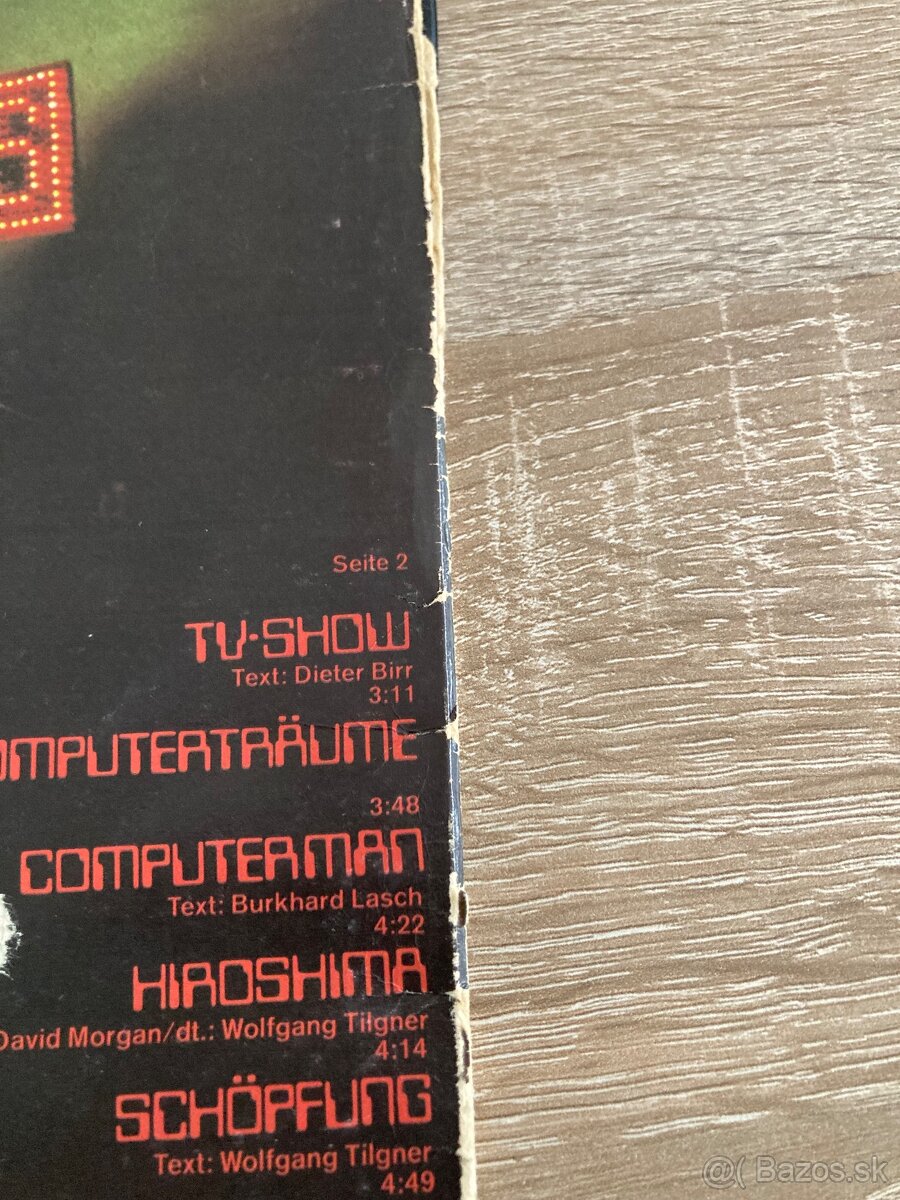 Seite 2
TV-SHOW
Text: Dieter Birr
3:11
OMPUTERTRÄUME
3:48
COMPUTERMAN
Text: Burkhard Lasch
4:22
HIROSHIMA
David Morgan/dt.: Wolfgang Tilgner
4:14
SCHÖPFUNG
Text: Wolfgang Tilgner
4:49
@( Bazos.sk